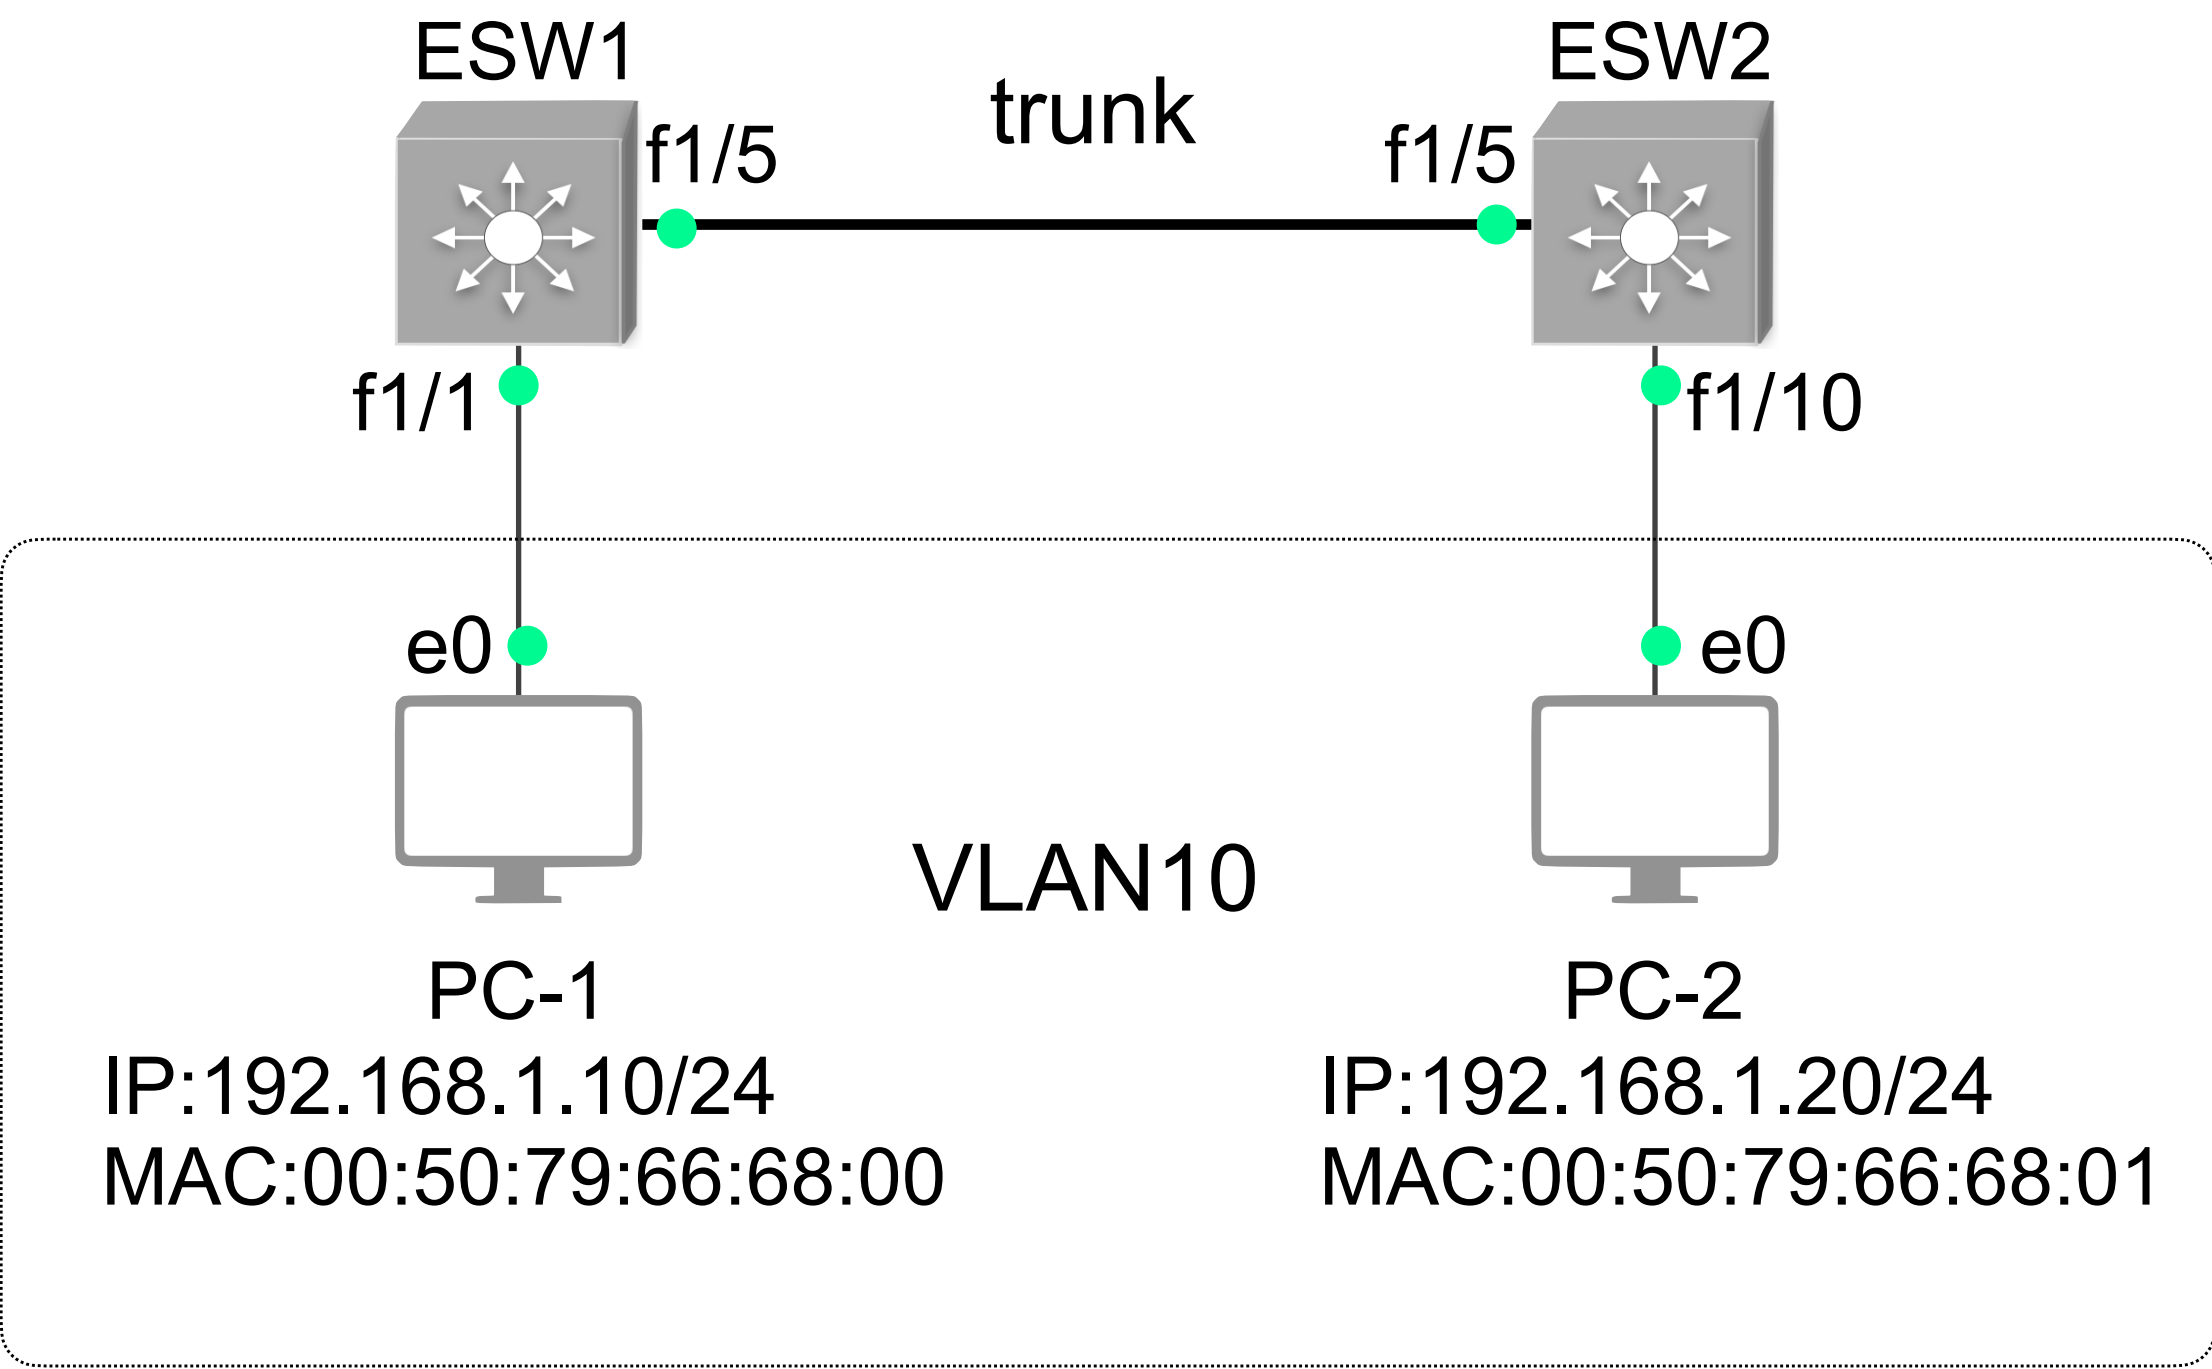 ESW1
ESW2
trunk
f1/5
f1/5
f1/1
f1/10
e0
e0
VLAN10
PC-1
PC-2
IP:192.168.1.10/24
IP:192.168.1.20/24
MAC:00:50:79:66:68:00
MAC:00:50:79:66:68:01